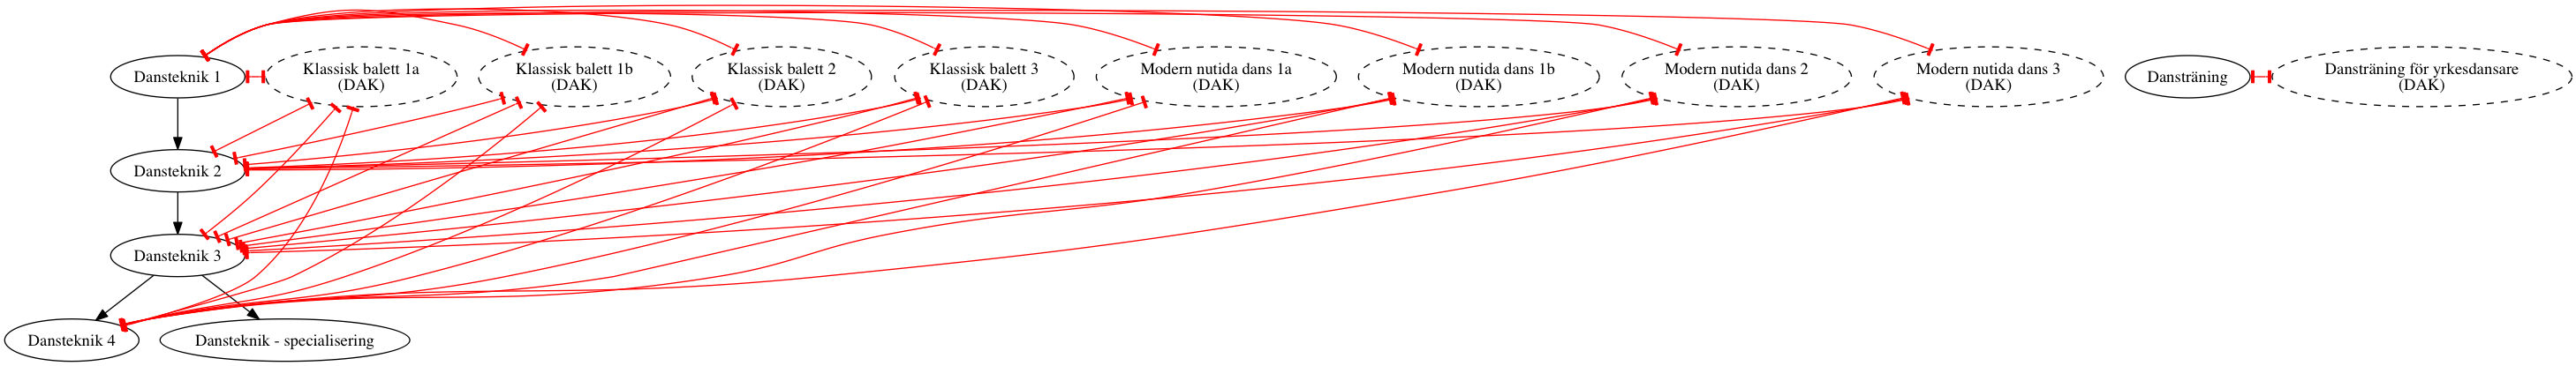 Dansteknik 1
Klassisk balett 1a
(DAK)
Klassisk balett 1b
(DAK)
Klassisk balett 2
(DAK)
Klassisk balett 3
(DAK)
Modern nutida dans 1a
(DAK)
Modern nutida dans 1b
(DAK)
Modern nutida dans 2
(DAK)
Modern nutida dans 3
(DAK)
Dansträning
Dansträning för yrkesdansare
(DAK)
Dansteknik 2
Dansteknik 3
Dansteknik 4
Dansteknik - specialisering